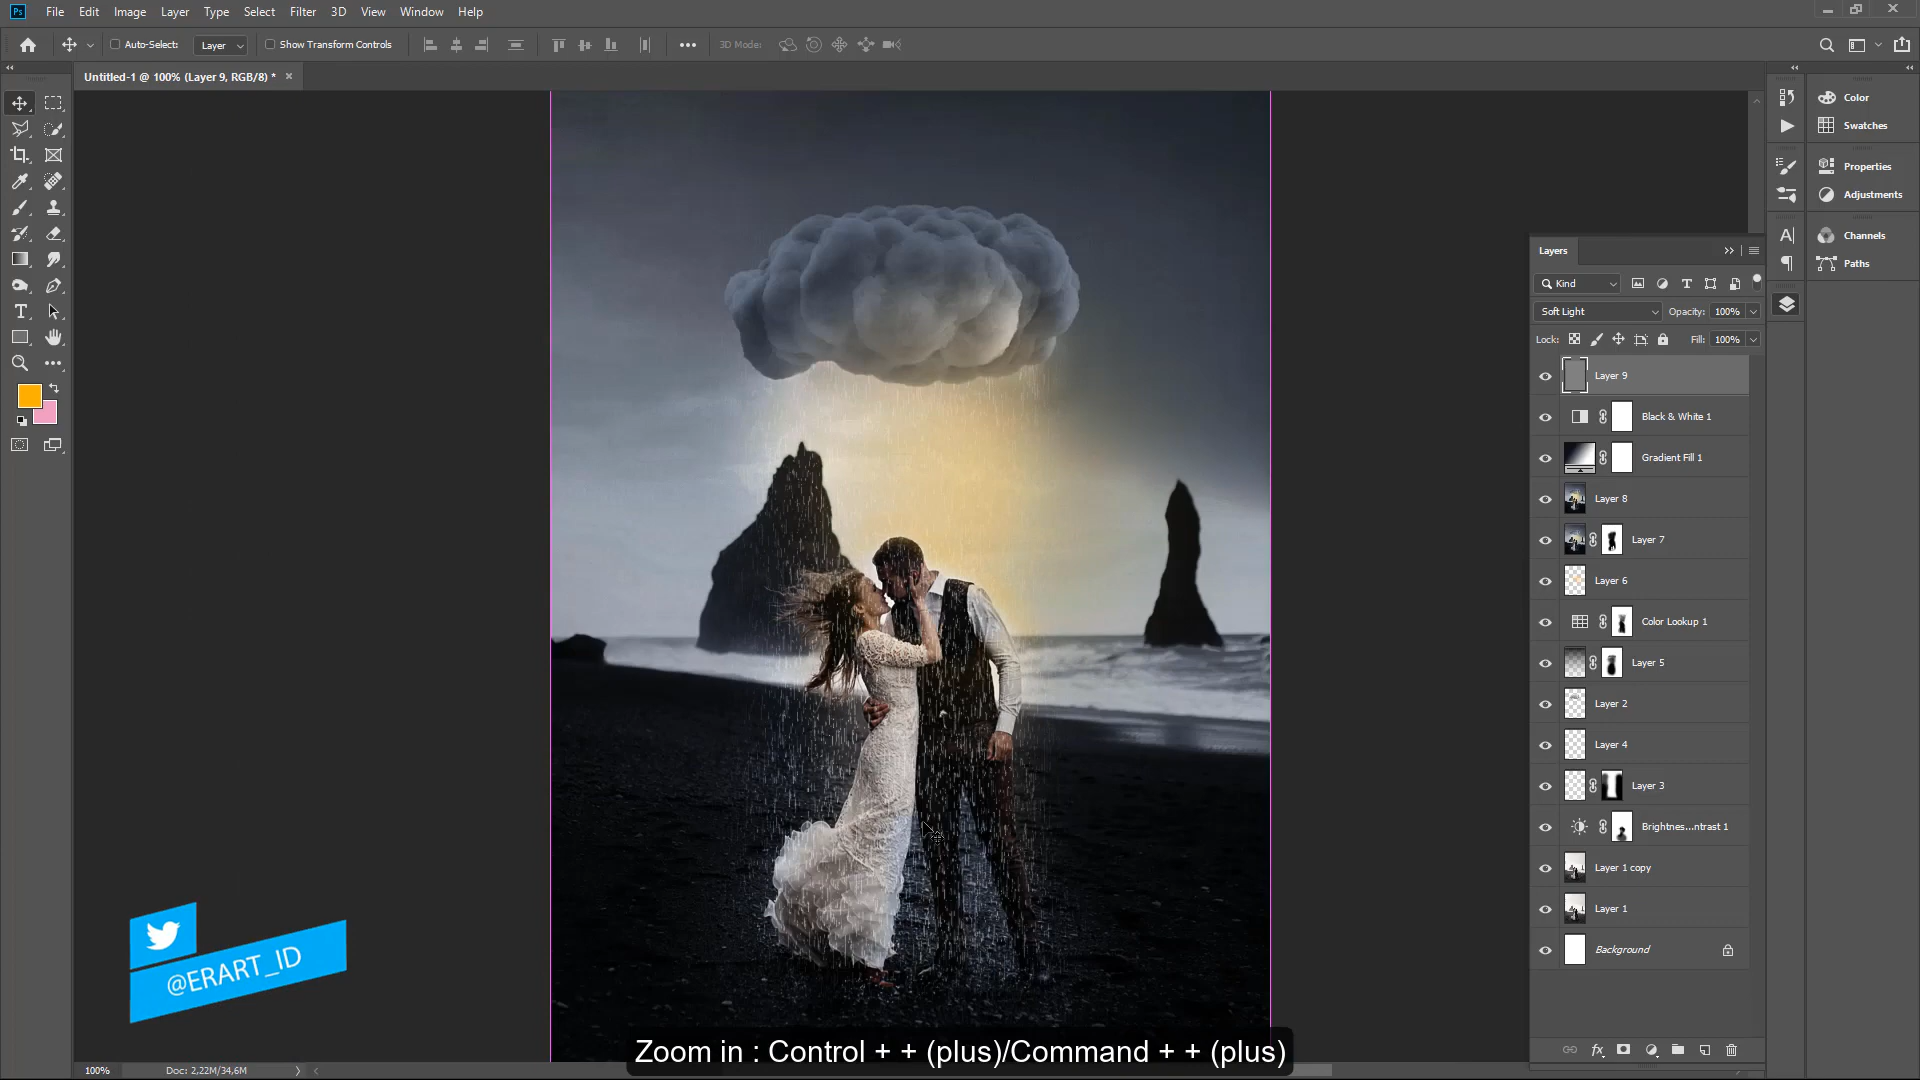 Ps File Edit Image Layer Type Select Filter 3D View Window Help
Auto-Select: Layer Show Transform Controls 3D Mode:
Untitled-1 @ 100% (Layer 9, RGB/8) *
Color
Swatches
Properties
Adjustments
Channels
Paths
Layers
Kind
Soft Light Opacity: 100%
Lock: Fill: 100%
Layer 9
Black & White 1
Gradient Fill 1
Layer 8
Layer 7
Layer 6
Color Lookup 1
Layer 5
Layer 2
Layer 4
Layer 3
Brightnes...ntrast 1
Layer 1 copy
Layer 1
Background
@ERART_ID
Zoom in : Control + + (plus)/Command + + (plus)
100% Doc: 2,22M/34,6M